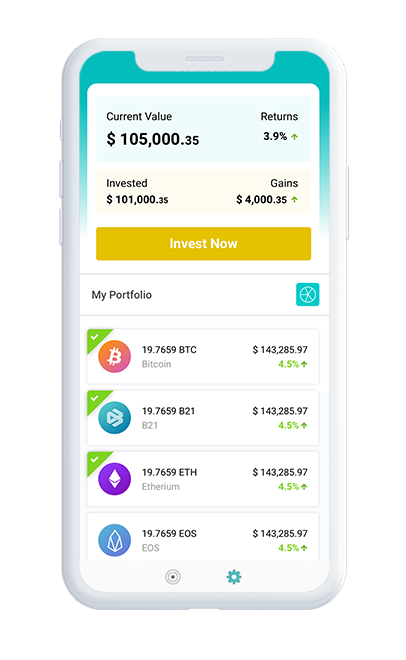 Current Value Returns
$ 105,000.35 3.9%
Invested Gains
$ 101,000.35 $ 4,000.35
Invest Now
My Portfolio
19.7659 BTC $ 143,285.97
Bitcoin 4.5%
19.7659 B21 $ 143,285.97
B21 4.5%
19.7659 ETH $ 143,285.97
Etherium 4.5%
19.7659 EOS $ 143,285.97
EOS 4.5%